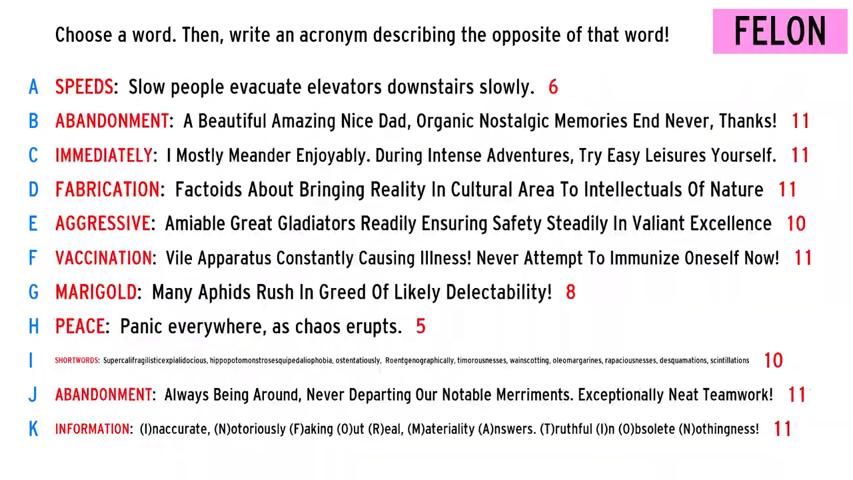 Choose a word. Then, write an acronym describing the opposite of that word!
FELON
A SPEEDS: Slow people evacuate elevators downstairs slowly. 6
B ABANDONMENT: A Beautiful Amazing Nice Dad, Organic Nostalgic Memories End Never, Thanks! 11
C IMMEDIATELY: I Mostly Meander Enjoyably. During Intense Adventures, Try Easy Leisures Yourself. 11
D FABRICATION: Factoids About Bringing Reality In Cultural Area To Intellectuals Of Nature 11
E AGGRESSIVE: Amiable Great Gladiators Readily Ensuring Safety Steadily In Valiant Excellence 10
F VACCINATION: Vile Apparatus Constantly Causing Illness! Never Attempt To Immunize Oneself Now! 11
G MARIGOLD: Many Aphids Rush In Greed Of Likely Delectability! 8
H PEACE: Panic everywhere, as chaos erupts. 5
I SHORTWORDS: Supercalifragilisticexpialidocious, hippopotomonstrosesquipedaliophobia, ostentatiously, Roentgenographically, timorousnesses, wainscotting, oleomargarines, rapaciousnesses, desquamations, scintillations 10
J ABANDONMENT: Always Being Around, Never Departing Our Notable Merriments. Exceptionally Neat Teamwork! 11
K INFORMATION: (I)naccurate, (N)otoriously (F)aking (O)ut (R)eal, (M)ateriality (A)nswers. (T)ruthful (I)n (O)bsolete (N)othingness! 11